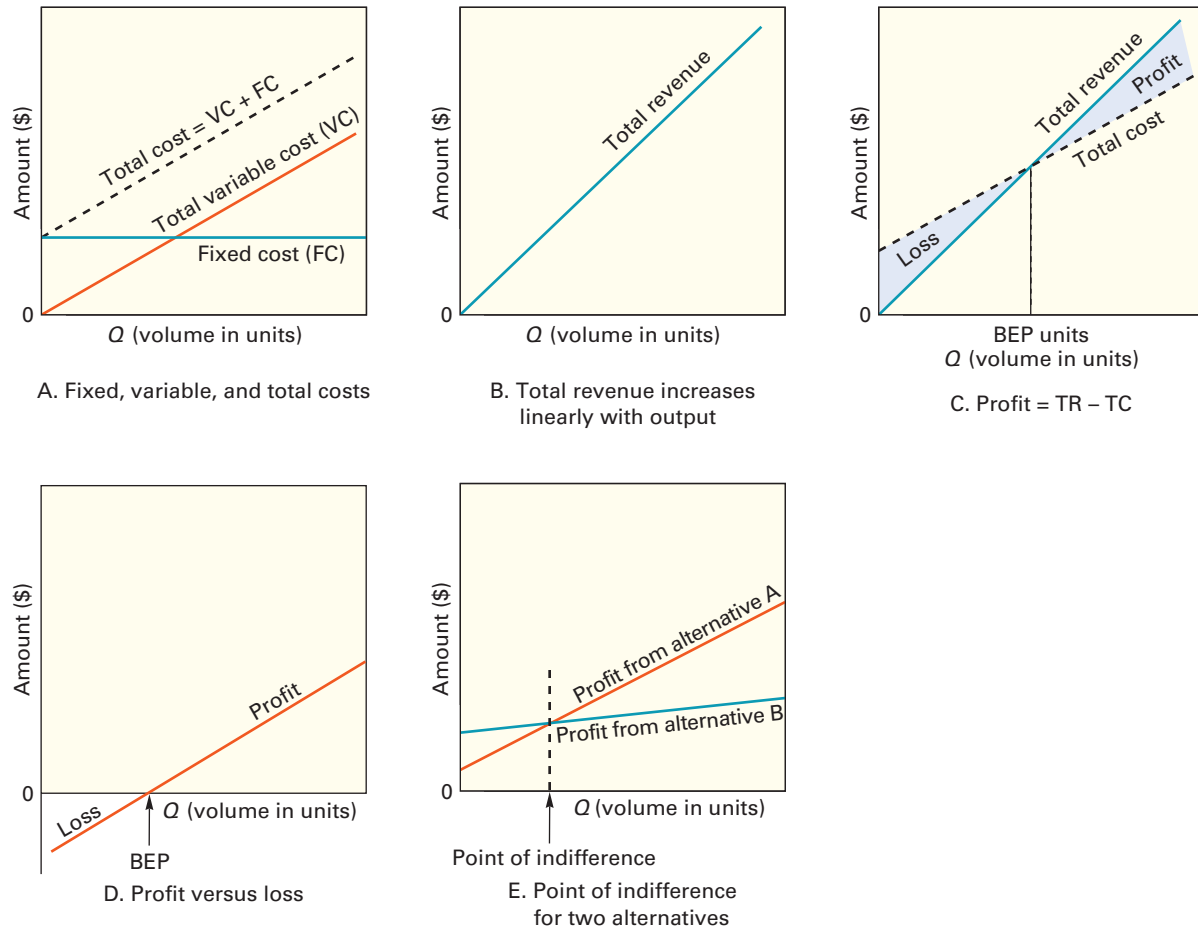 Amount ($)
Total cost = VC + FC
Total variable cost (VC)
Fixed cost (FC)
0
Q (volume in units)
A. Fixed, variable, and total costs
Amount ($)
Total revenue
0
Q (volume in units)
B. Total revenue increases
linearly with output
Amount ($)
Total revenue
Profit
Total cost
Loss
0
BEP units
Q (volume in units)
C. Profit = TR – TC
Amount ($)
Profit
0
Loss
Q (volume in units)
BEP
D. Profit versus loss
Amount ($)
Profit from alternative A
Profit from alternative B
0
Q (volume in units)
Point of indifference
E. Point of indifference
for two alternatives